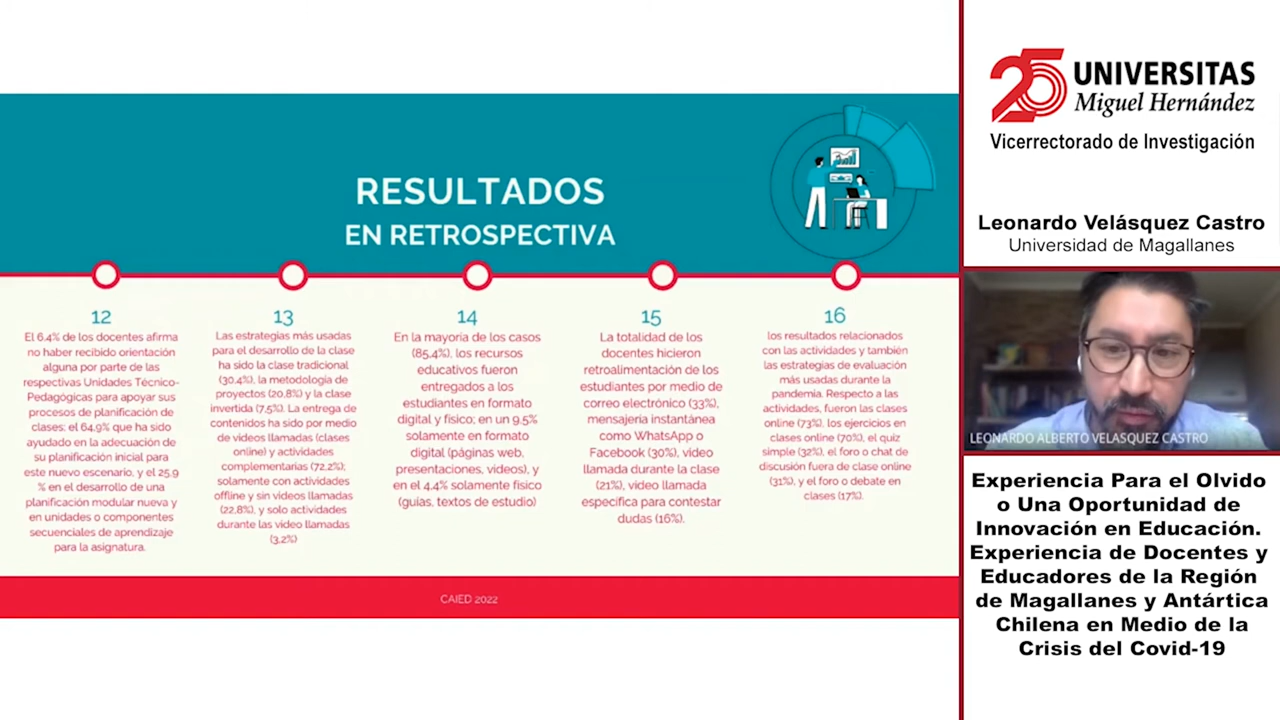 RESULTADOS
EN RETROSPECTIVA
12
El 6.4% de los docentes afirma
no haber recibido orientación
alguna por parte de las
respectivas Unidades Técnico-
Pedagógicas para apoyar sus
procesos de planificación de
clases; el 64,9% que ha sido
ayudado en la adecuación de
su planificación inicial para
este nuevo escenario, y el 25.9
% en el desarrollo de una
planificación modular nueva y
en unidades o componentes
secuenciales de aprendizaje
para la asignatura.
13
Las estrategias más usadas
para el desarrollo de la clase
ha sido la clase tradicional
(30.4%), la metodología de
proyectos (20,8%) y la clase
invertida (7,5%). La entrega de
contenidos ha sido por medio
de videos llamadas (clases
online) y actividades
complementarias (72,2%);
solamente con actividades
offline y sin videos llamadas
(22,8%), y solo actividades
durante las video llamadas
(3,2%)
14
En la mayoría de los casos
(85,4%), los recursos
educativos fueron
entregados a los
estudiantes en formato
digital y físico; en un 9.5%
solamente en formato
digital (páginas web,
presentaciones, videos), y
en el 4,4% solamente físico
(guías, textos de estudio)
15
La totalidad de los
docentes hicieron
retroalimentación de los
estudiantes por medio de
correo electrónico (33%),
mensajería instantánea
como WhatsApp o
Facebook (30%), video
llamada durante la clase
(21%), video llamada
específica para contestar
dudas (16%).
16
los resultados relacionados
con las actividades y también
las estrategias de evaluación
más usadas durante la
pandemia. Respecto a las
actividades, fueron las clases
online (73%), los ejercicios en
clases online (70%), el quiz
simple (32%), el foro o chat de
discusión fuera de clase online
(31%), y el foro o debate en
clases (17%).
CAIED 2022
25 UNIVERSITAS
Miguel Hernández
Vicerrectorado de Investigación
Leonardo Velásquez Castro
Universidad de Magallanes
LEONARDO ALBERTO VELASQUEZ CASTRO
Experiencia Para el Olvido
o Una Oportunidad de
Innovación en Educación.
Experiencia de Docentes y
Educadores de la Región
de Magallanes y Antártica
Chilena en Medio de la
Crisis del Covid-19